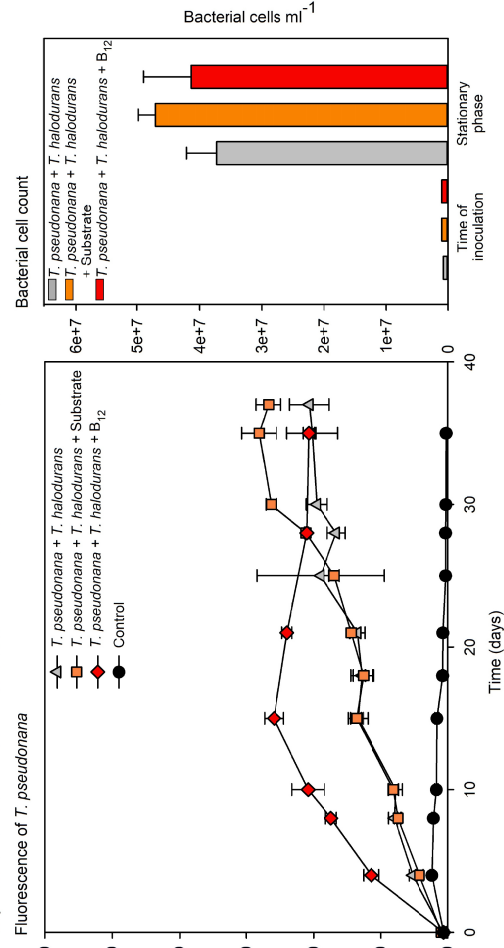 Fluorescence of T. pseudonana
T. pseudonana + T. halodurans
T. pseudonana + T. halodurans + Substrate
T. pseudonana + T. halodurans + B12
Control
0
10
20
30
40
Time (days)
Bacterial cell count
T. pseudonana + T. halodurans
T. pseudonana + T. halodurans
+ Substrate
T. pseudonana + T. halodurans + B12
6e+7
5e+7
4e+7
3e+7
2e+7
1e+7
0
Bacterial cells ml-1
Time of
inoculation
Stationary
phase